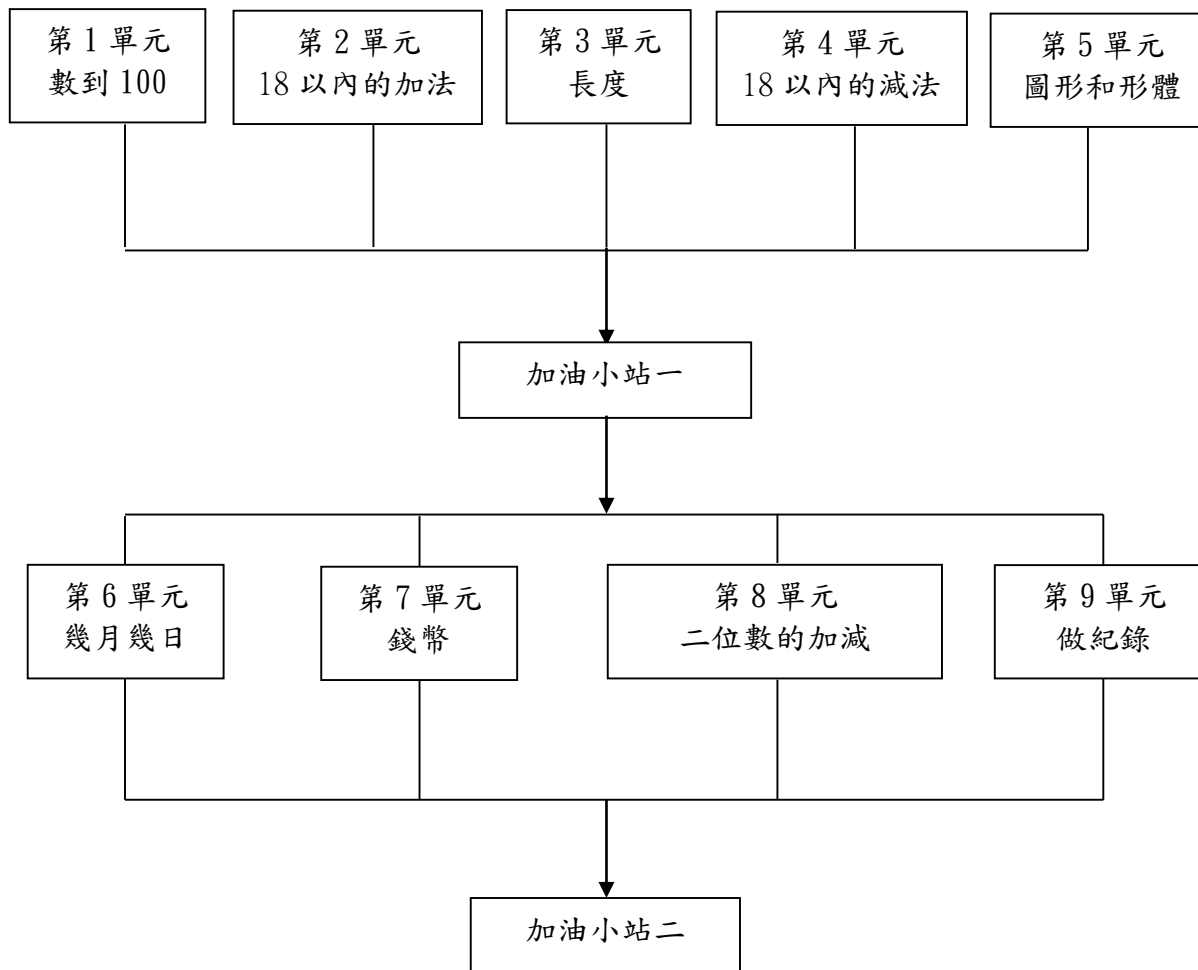 第 1 單元
數到 100
第 2 單元
18 以內的加法
第 3 單元
長度
第 4 單元
18 以內的減法
第 5 單元
圖形和形體
加油小站一
第 6 單元
幾月幾日
第 7 單元
錢幣
第 8 單元
二位數的加減
第 9 單元
做紀錄
加油小站二